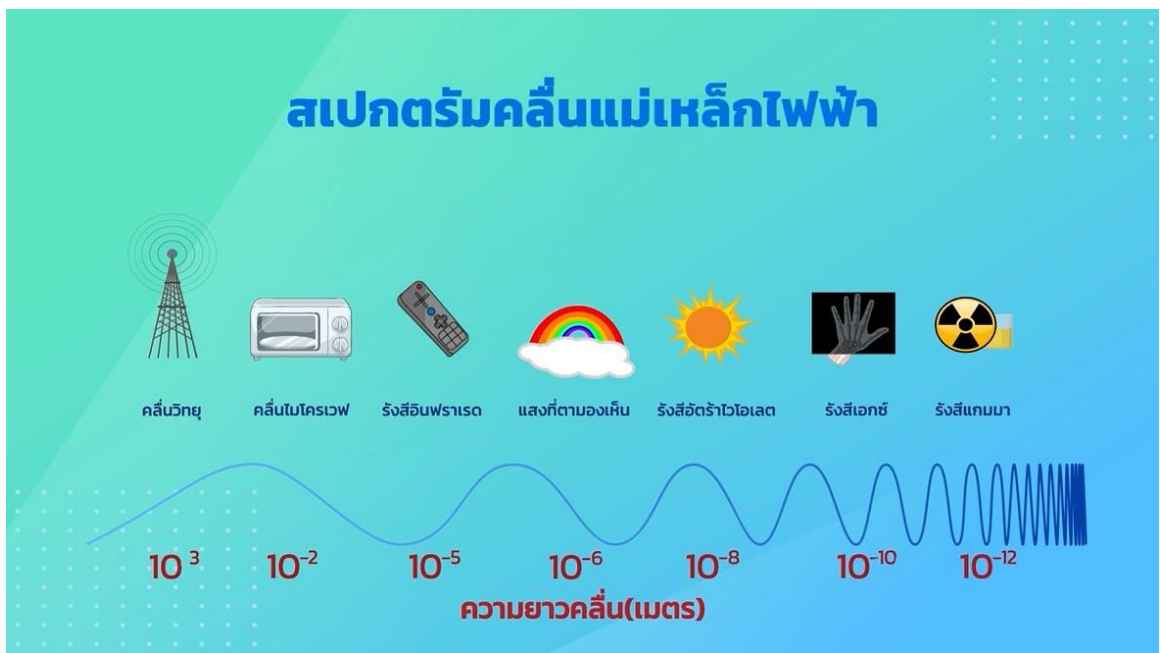 สเปกตรัมคลื่นแม่เหล็กไฟฟ้า
คลื่นวิทยุ คลื่นไมโครเวฟ รังสีอินฟราเรด แสงที่ตามองเห็น รังสีอัตร้าไวโอเลต รังสีเอกซ์ รังสีแกมมา
10³ 10⁻² 10⁻⁵ 10⁻⁶ 10⁻⁸ 10⁻¹⁰ 10⁻¹²
ความยาวคลื่น(เมตร)